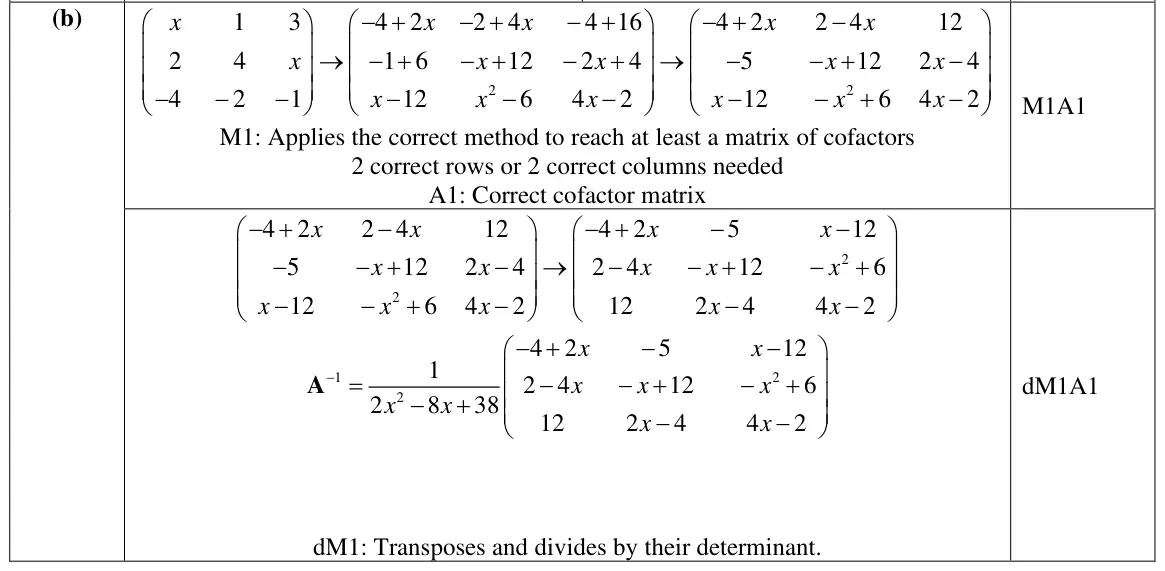 (b)
( x 1 3 ; 2 4 x ; −4 −2 −1 ) → ( −4+2x −2+4x −4+16 ; −1+6 −x+12 −2x+4 ; x−12 x²−6 4x−2 ) → ( −4+2x 2−4x 12 ; −5 −x+12 2x−4 ; x−12 −x²+6 4x−2 )
M1A1
M1: Applies the correct method to reach at least a matrix of cofactors
2 correct rows or 2 correct columns needed
A1: Correct cofactor matrix
( −4+2x 2−4x 12 ; −5 −x+12 2x−4 ; x−12 −x²+6 4x−2 ) → ( −4+2x −5 x−12 ; 2−4x −x+12 −x²+6 ; 12 2x−4 4x−2 )
A⁻¹ = 1/(2x²−8x+38) ( −4+2x −5 x−12 ; 2−4x −x+12 −x²+6 ; 12 2x−4 4x−2 )
dM1A1
dM1: Transposes and divides by their determinant.